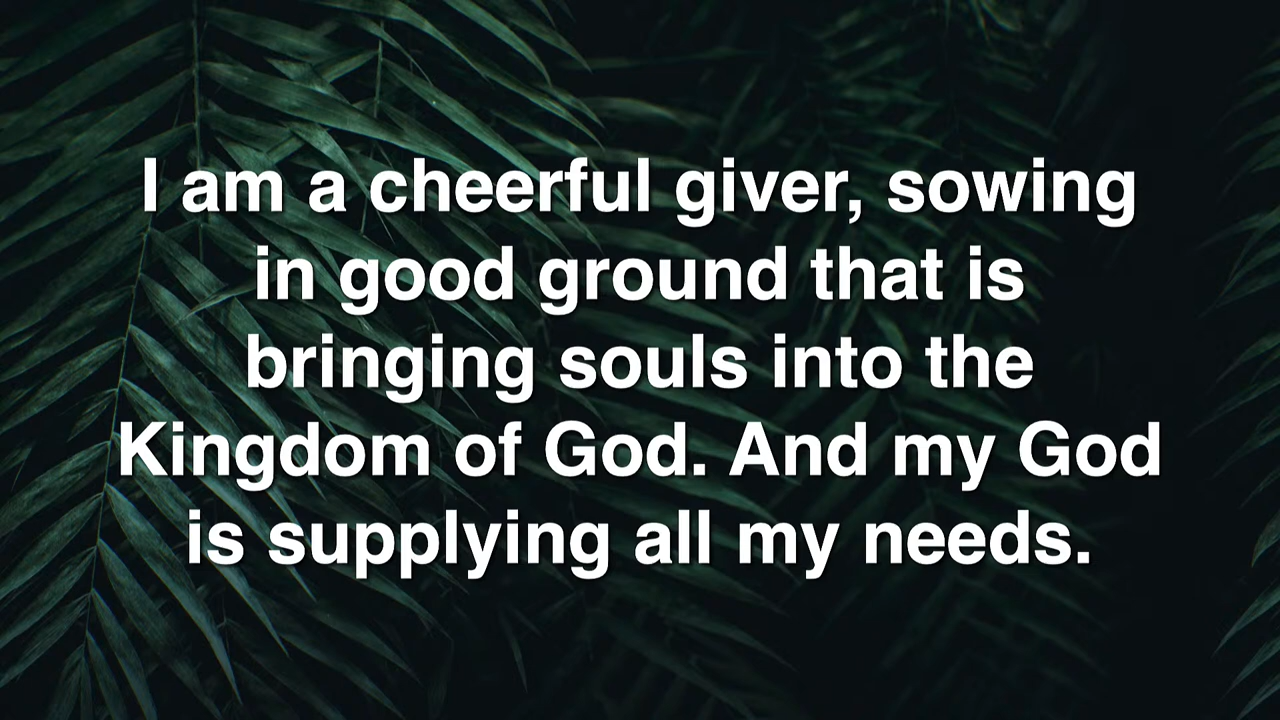 I am a cheerful giver, sowing
in good ground that is
bringing souls into the
Kingdom of God. And my God
is supplying all my needs.